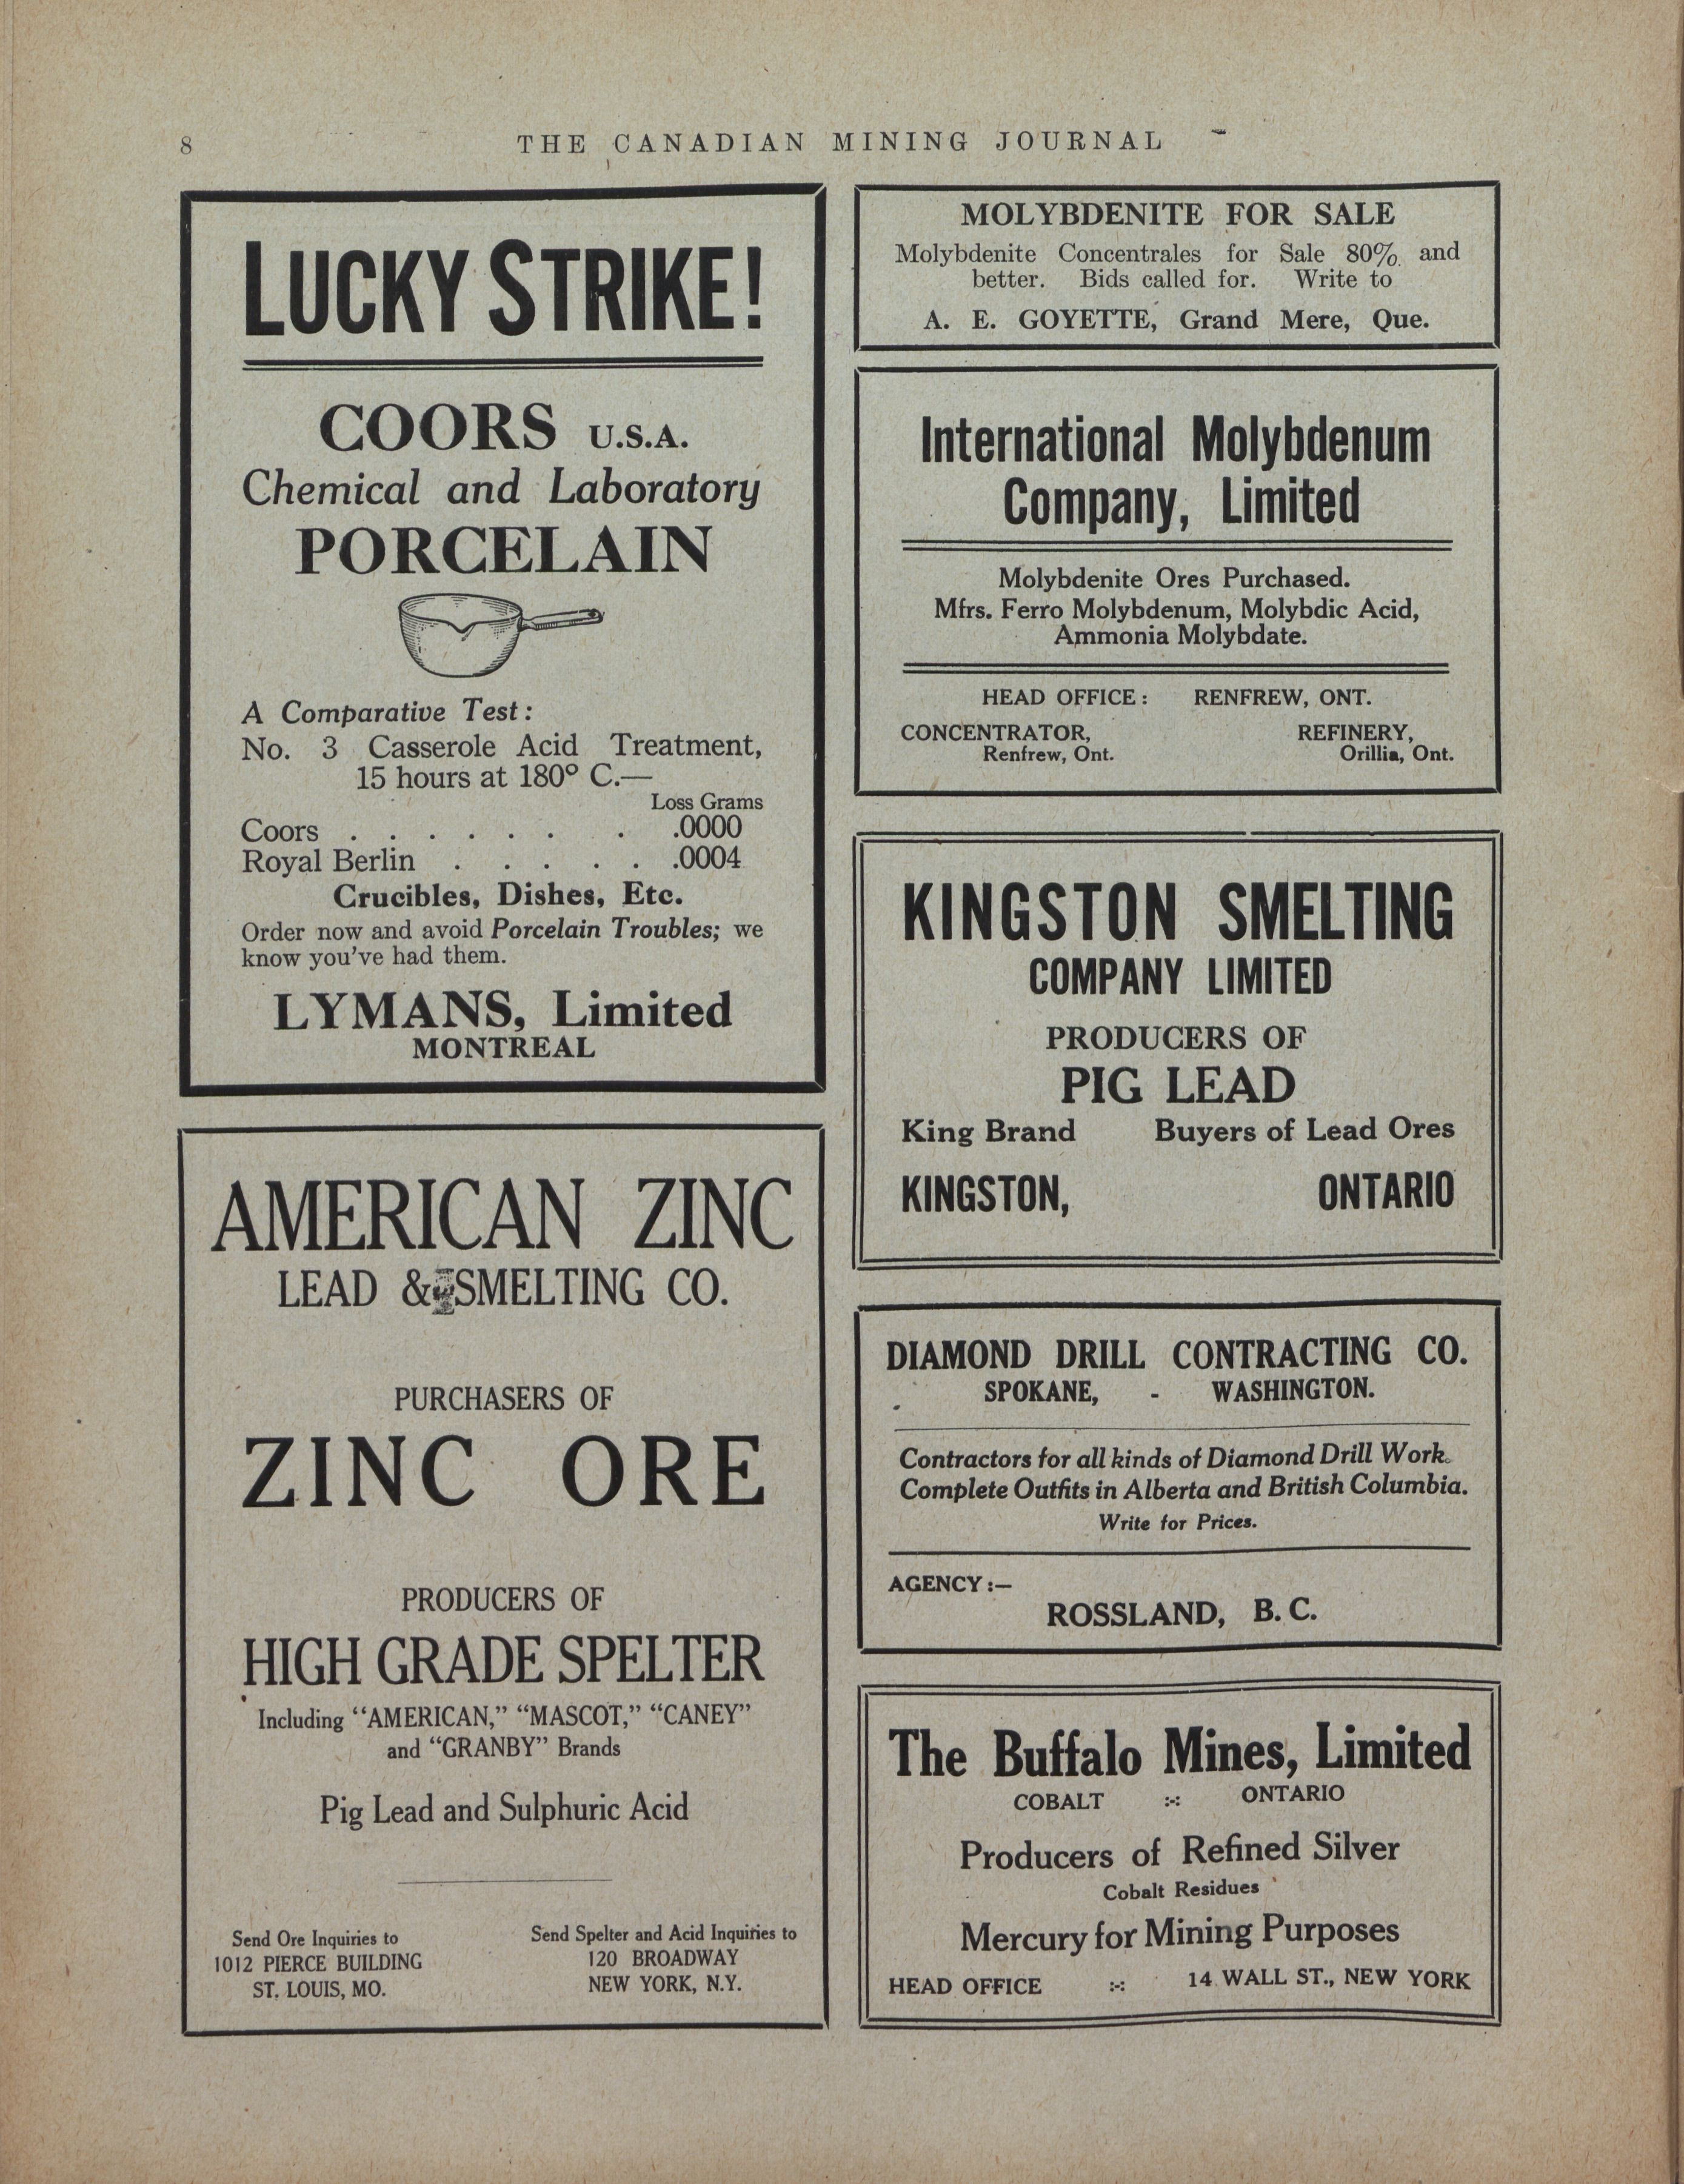 8
THE CANADIAN MINING JOURNAL
LUCKY STRIKE!
COORS U.S.A.
Chemical and Laboratory
PORCELAIN
A Comparative Test:
No. 3 Casserole Acid Treatment,
15 hours at 180° C.—
Loss Grams
Coors . . . . . . . .0000
Royal Berlin . . . . . .0004
Crucibles, Dishes, Etc.
Order now and avoid Porcelain Troubles; we
know you've had them.
LYMANS, Limited
MONTREAL
AMERICAN ZINC
LEAD & SMELTING CO.
PURCHASERS OF
ZINC ORE
PRODUCERS OF
HIGH GRADE SPELTER
Including "AMERICAN," "MASCOT," "CANEY"
and "GRANBY" Brands
Pig Lead and Sulphuric Acid
Send Ore Inquiries to
1012 PIERCE BUILDING
ST. LOUIS, MO.
Send Spelter and Acid Inquiries to
120 BROADWAY
NEW YORK, N.Y.
MOLYBDENITE FOR SALE
Molybdenite Concentrales for Sale 80% and
better. Bids called for. Write to
A. E. GOYETTE, Grand Mere, Que.
International Molybdenum
Company, Limited
Molybdenite Ores Purchased.
Mfrs. Ferro Molybdenum, Molybdic Acid,
Ammonia Molybdate.
HEAD OFFICE: RENFREW, ONT.
CONCENTRATOR,
Renfrew, Ont.
REFINERY,
Orillia, Ont.
KINGSTON SMELTING
COMPANY LIMITED
PRODUCERS OF
PIG LEAD
King Brand Buyers of Lead Ores
KINGSTON, ONTARIO
DIAMOND DRILL CONTRACTING CO.
SPOKANE, - WASHINGTON.
Contractors for all kinds of Diamond Drill Work.
Complete Outfits in Alberta and British Columbia.
Write for Prices.
AGENCY:—
ROSSLAND, B. C.
The Buffalo Mines, Limited
COBALT :-: ONTARIO
Producers of Refined Silver
Cobalt Residues
Mercury for Mining Purposes
HEAD OFFICE :-: 14 WALL ST., NEW YORK